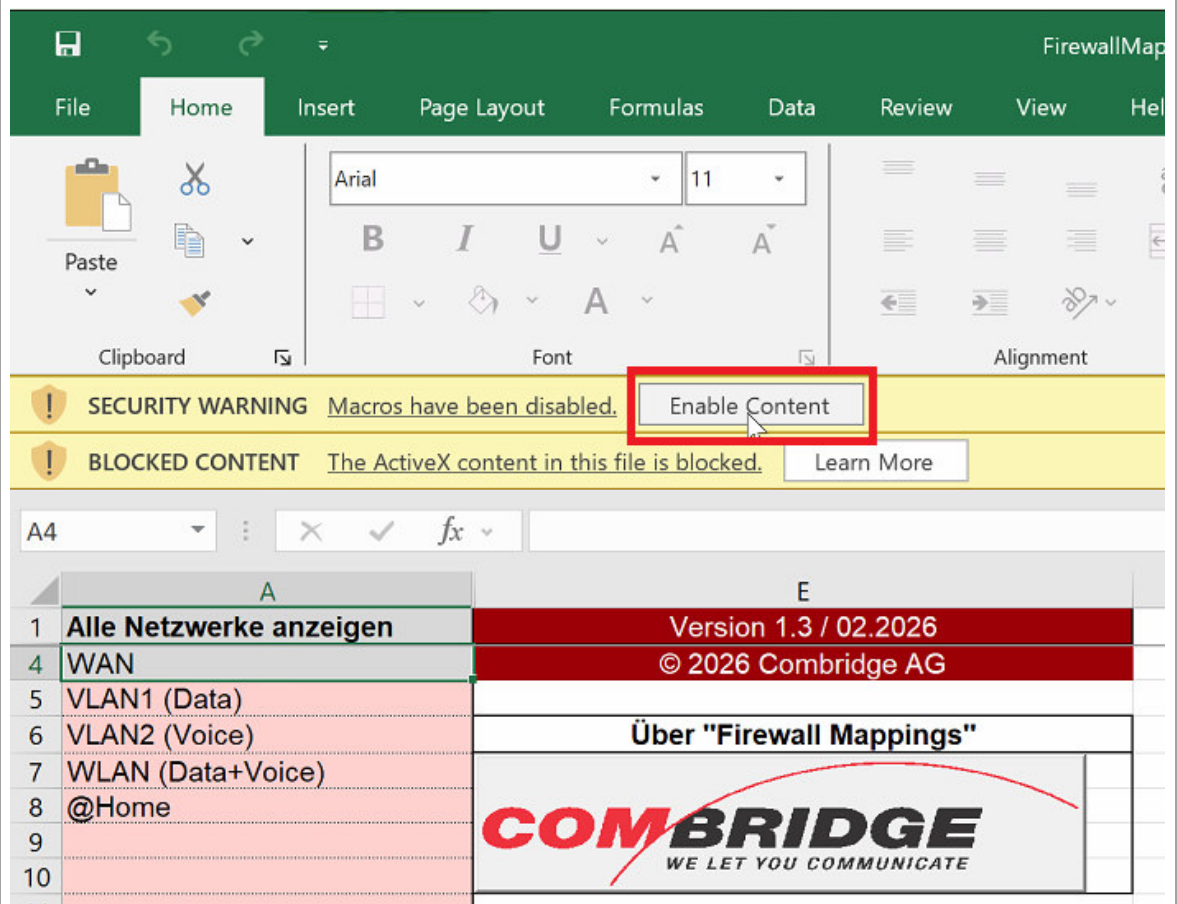 FirewallMap
File Home Insert Page Layout Formulas Data Review View Hel
Arial 11
Paste
B I U A A
A ab
Clipboard Font Alignment
SECURITY WARNING Macros have been disabled. Enable Content
BLOCKED CONTENT The ActiveX content in this file is blocked. Learn More
A4 fx
A E
1 Alle Netzwerke anzeigen Version 1.3 / 02.2026
4 WAN © 2026 Combridge AG
5 VLAN1 (Data)
6 VLAN2 (Voice) Über "Firewall Mappings"
7 WLAN (Data+Voice)
8 @Home
COMBRIDGE
9
WE LET YOU COMMUNICATE
10